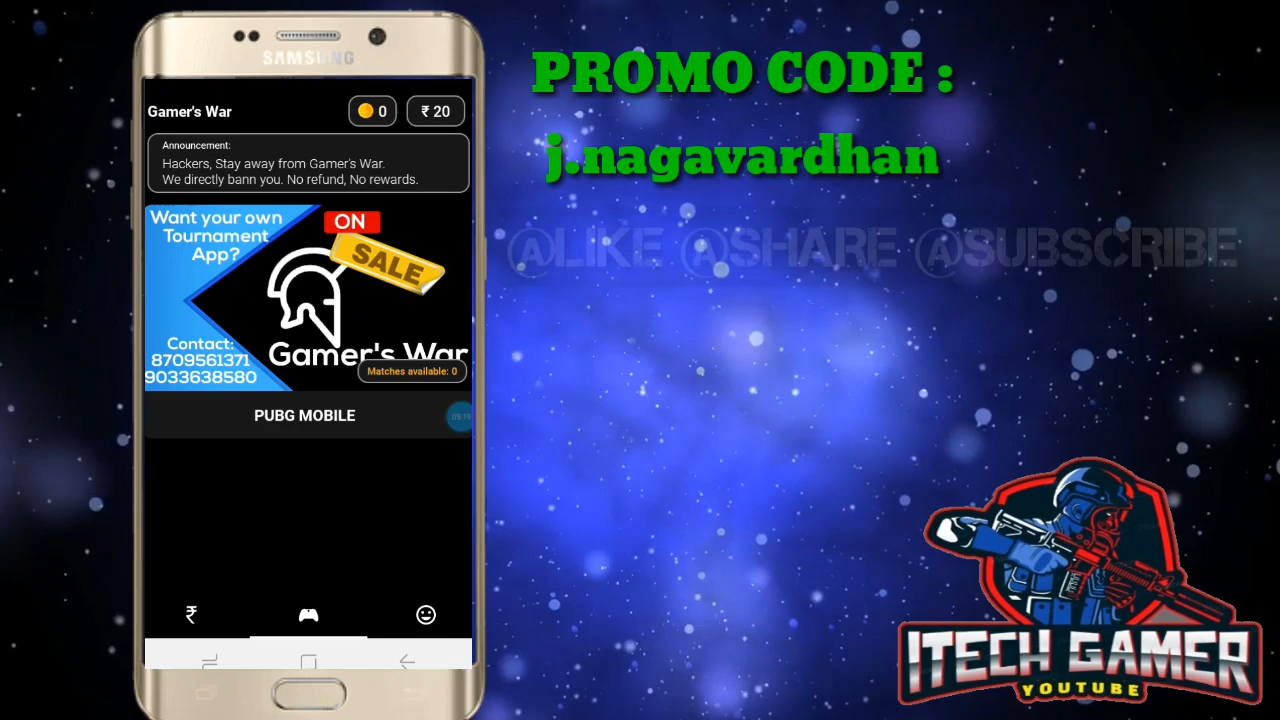 SAMSUNG
Gamer's War
0
₹ 20
Announcement:
Hackers, Stay away from Gamer's War.
We directly bann you. No refund, No rewards.
Want your own
Tournament
App?
ON
SALE
Contact:
8709561371
9033638580
Gamer's War
Matches available: 0
PUBG MOBILE
05:19
₹
PROMO CODE :
j.nagavardhan
@LIKE @SHARE @SUBSCRIBE
ITECH GAMER
YOUTUBE